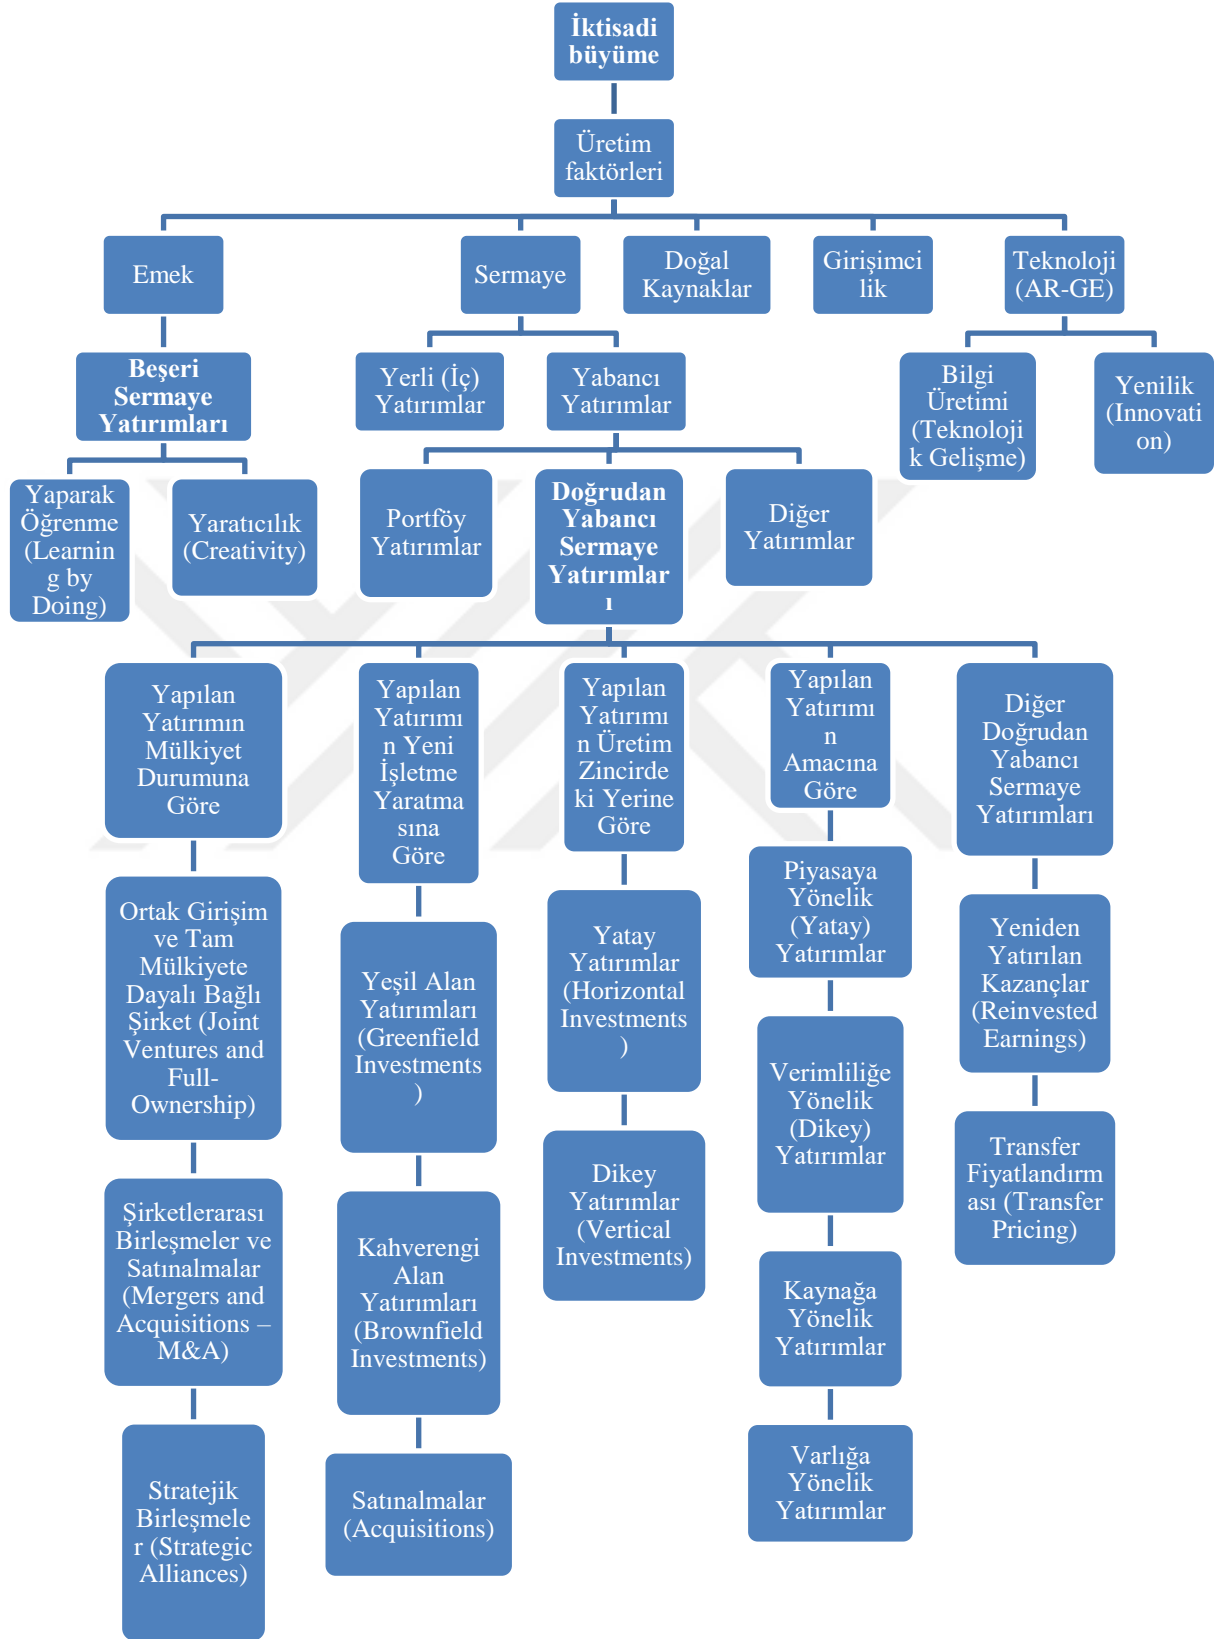 İktisadi
büyüme
Üretim
faktörleri
Emek
Sermaye
Doğal
Kaynaklar
Girişimci
lik
Teknoloji
(AR-GE)
Beşeri
Sermaye
Yatırımları
Yerli (İç)
Yatırımlar
Yabancı
Yatırımlar
Bilgi
Üretimi
(Teknoloji
k Gelişme)
Yenilik
(Innovati
on)
Yaparak
Öğrenme
(Learnin
g by
Doing)
Yaratıcılık
(Creativity)
Portföy
Yatırımlar
Doğrudan
Yabancı
Sermaye
Yatırımlar
ı
Diğer
Yatırımlar
Yapılan
Yatırımın
Mülkiyet
Durumuna
Göre
Yapılan
Yatırımı
n Yeni
İşletme
Yaratma
sına
Göre
Yapılan
Yatırımı
n Üretim
Zincirde
ki Yerine
Göre
Yapılan
Yatırımı
n
Amacına
Göre
Diğer
Doğrudan
Yabancı
Sermaye
Yatırımları
Ortak Girişim
ve Tam
Mülkiyete
Dayalı Bağlı
Şirket (Joint
Ventures and
Full-
Ownership)
Yeşil Alan
Yatırımları
(Greenfield
Investments
)
Yatay
Yatırımlar
(Horizontal
Investments
)
Piyasaya
Yönelik
(Yatay)
Yatırımlar
Yeniden
Yatırılan
Kazançlar
(Reinvested
Earnings)
Şirketlerarası
Birleşmeler ve
Satınalmalar
(Mergers and
Acquisitions –
M&A)
Kahverengi
Alan
Yatırımları
(Brownfield
Investments)
Dikey
Yatırımlar
(Vertical
Investments)
Verimliliğe
Yönelik
(Dikey)
Yatırımlar
Transfer
Fiyatlandırm
ası (Transfer
Pricing)
Kaynağa
Yönelik
Yatırımlar
Stratejik
Birleşmele
r (Strategic
Alliances)
Satınalmalar
(Acquisitions)
Varlığa
Yönelik
Yatırımlar